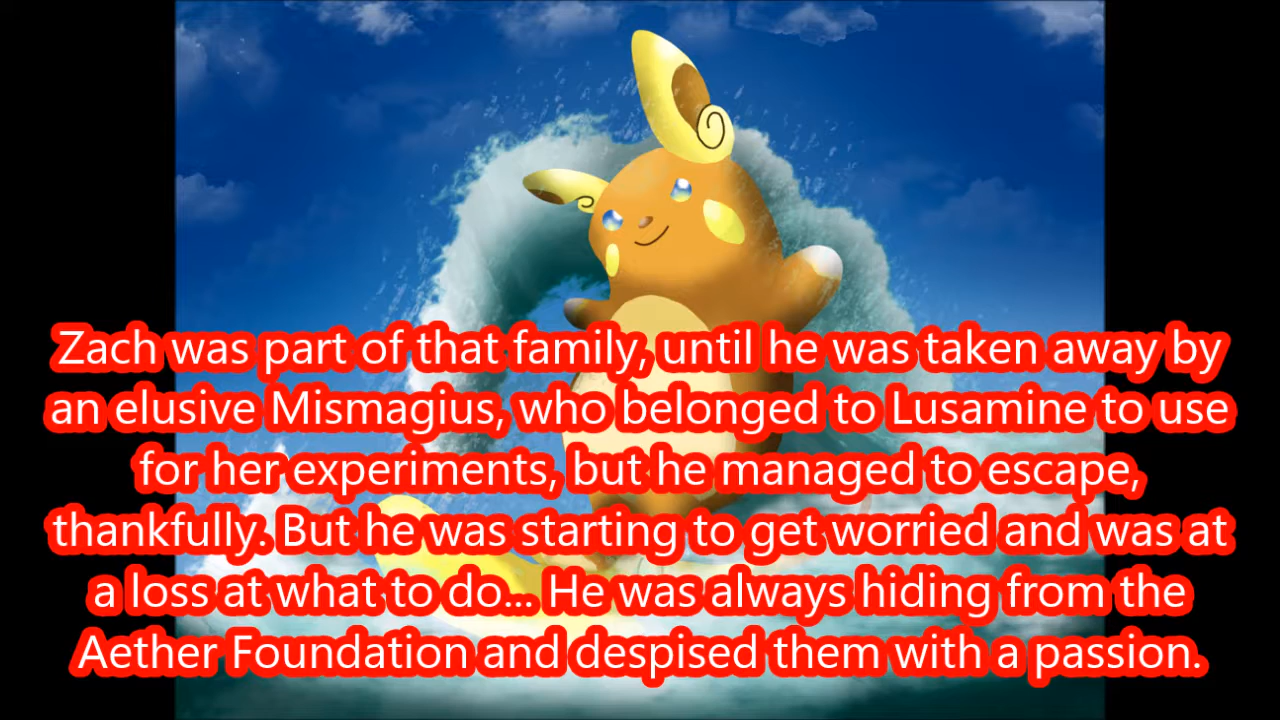 Zach was part of that family, until he was taken away by
an elusive Mismagius, who belonged to Lusamine to use
for her experiments, but he managed to escape,
thankfully. But he was starting to get worried and was at
a loss at what to do... He was always hiding from the
Aether Foundation and despised them with a passion.